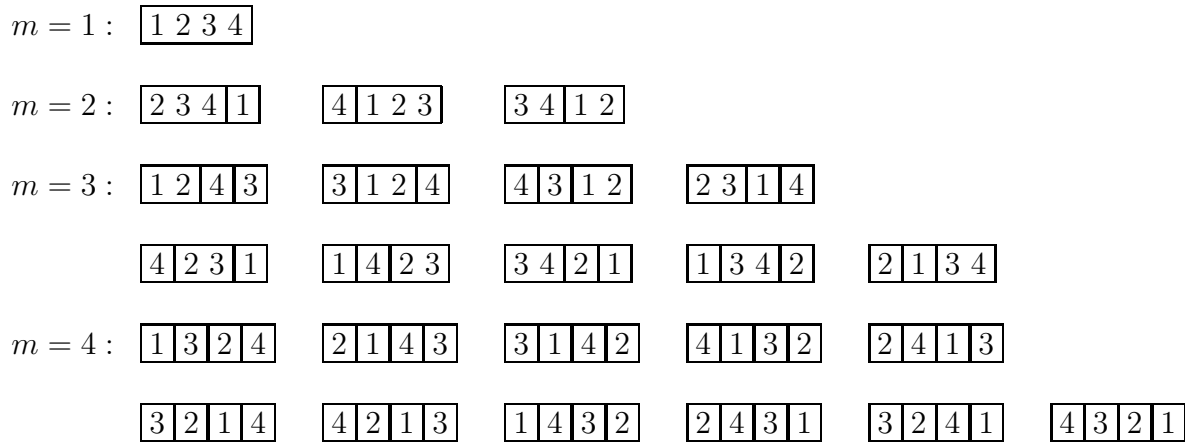 m = 1 : 1 2 3 4
m = 2 : 2 3 4 1 4 1 2 3 3 4 1 2
m = 3 : 1 2 4 3 3 1 2 4 4 3 1 2 2 3 1 4
4 2 3 1 1 4 2 3 3 4 2 1 1 3 4 2 2 1 3 4
m = 4 : 1 3 2 4 2 1 4 3 3 1 4 2 4 1 3 2 2 4 1 3
3 2 1 4 4 2 1 3 1 4 3 2 2 4 3 1 3 2 4 1 4 3 2 1